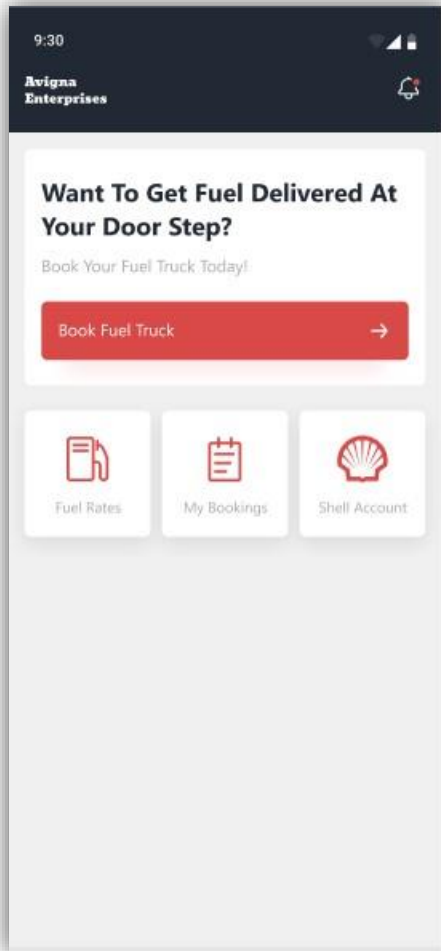 9:30
Avigna
Enterprises
Want To Get Fuel Delivered At
Your Door Step?
Book Your Fuel Truck Today!
Book Fuel Truck
Fuel Rates
My Bookings
Shell Account